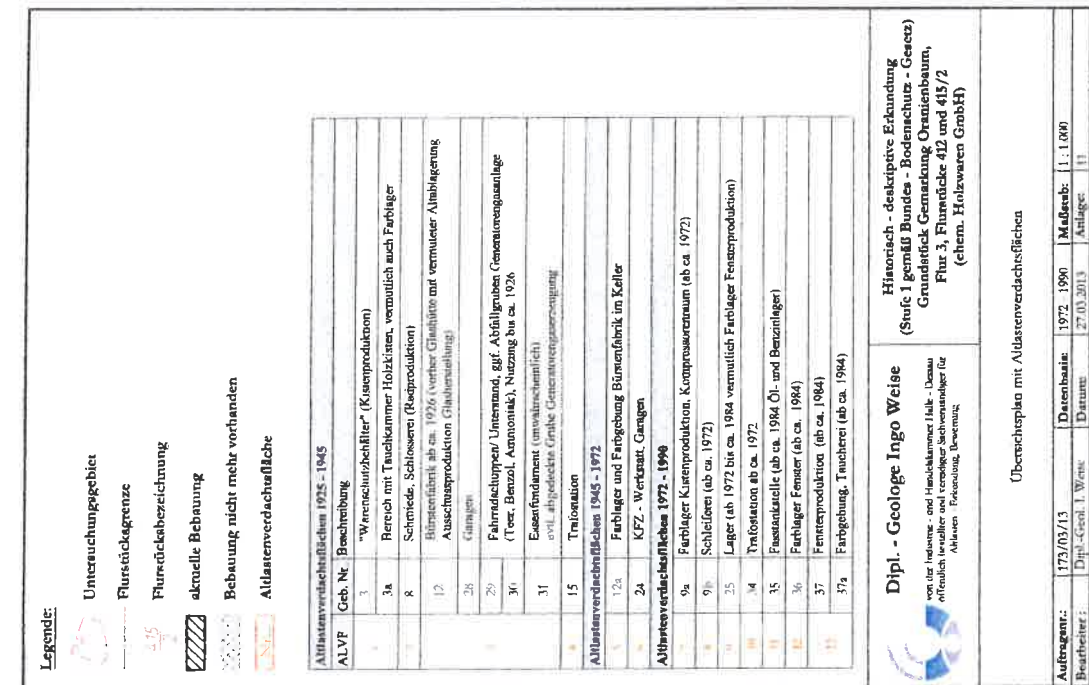 Legende:
Untersuchungsgebiet
Flurstücksgrenze
415 Flurstücksbezeichnung
aktuelle Bebauung
Bebauung nicht mehr vorhanden
Nr. Altlastenverdachtsfläche
Altlastenverdachtsflächen 1925 - 1945
ALVF Geb. Nr. Beschreibung
3 "Warenschutzbehälter" (Kistenproduktion)
3a Bereich mit Tauchkammer Holzkisten, vermutlich auch Farblager
8 Schmiede, Schlosserei (Radproduktion)
12 Bürstenfabrik ab ca. 1926 (vorher Glashütte mit vermuteter Altablagerung
Ausschussproduktion Glasherstellung)
28 Garagen
29 Fahrradschuppen/ Unterstand, ggf. Abfallgruben Generatorengasanlage
30 (Teer, Benzol, Ammoniak), Nutzung bis ca. 1926
31 Essenfundament (unwahrscheinlich)
evtl. abgedeckte Grube Generatorengaserzeugung
15 Trafostation
Altlastenverdachtsflächen 1945 - 1972
12a Farblager und Farbgebung Bürstenfabrik im Keller
24 KFZ - Werkstatt, Garagen
Altlastenverdachtsflächen 1972 - 1990
9a Farblager Kistenproduktion, Kompressorenraum (ab ca. 1972)
9b Schleiferei (ab ca. 1972)
25 Lager (ab 1972 bis ca. 1984 vermutlich Farblager Fensterproduktion)
10 34 Trafostation ab ca. 1972
11 35 Fasstankstelle (ab ca. 1984 Öl- und Benzinlager)
12 36 Farblager Fenster (ab ca. 1984)
37 Fensterproduktion (ab ca. 1984)
13 37a Farbgebung, Taucherei (ab ca. 1984)
Dipl. - Geologe Ingo Weise
von der Industrie- und Handelskammer Halle - Dessau
öffentlich bestellter und vereidigter Sachverständiger für
Altlasten - Erkundung, Bewertung
Historisch - deskriptive Erkundung
(Stufe 1 gemäß Bundes - Bodenschutz - Gesetz)
Grundstück Gemarkung Oranienbaum,
Flur 3, Flurstücke 412 und 415/2
(ehem. Holzwaren GmbH)
Übersichtsplan mit Altlastenverdachtsflächen
Auftragsnr.: 173/03/13 Datenbasis: 1972 - 1990 Maßstab: 1 : 1.000
Bearbeiter: Dipl.-Geol. I. Weise Datum: 27.03.2013 Anlage: 11